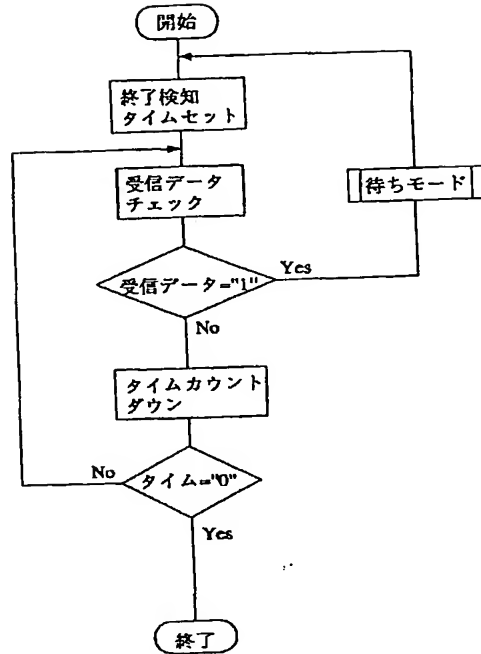 開始
終了検知
タイムセット
受信データ
チェック
待ちモード
受信データ="1"
Yes
No
タイムカウント
ダウン
No
タイム="0"
Yes
終了